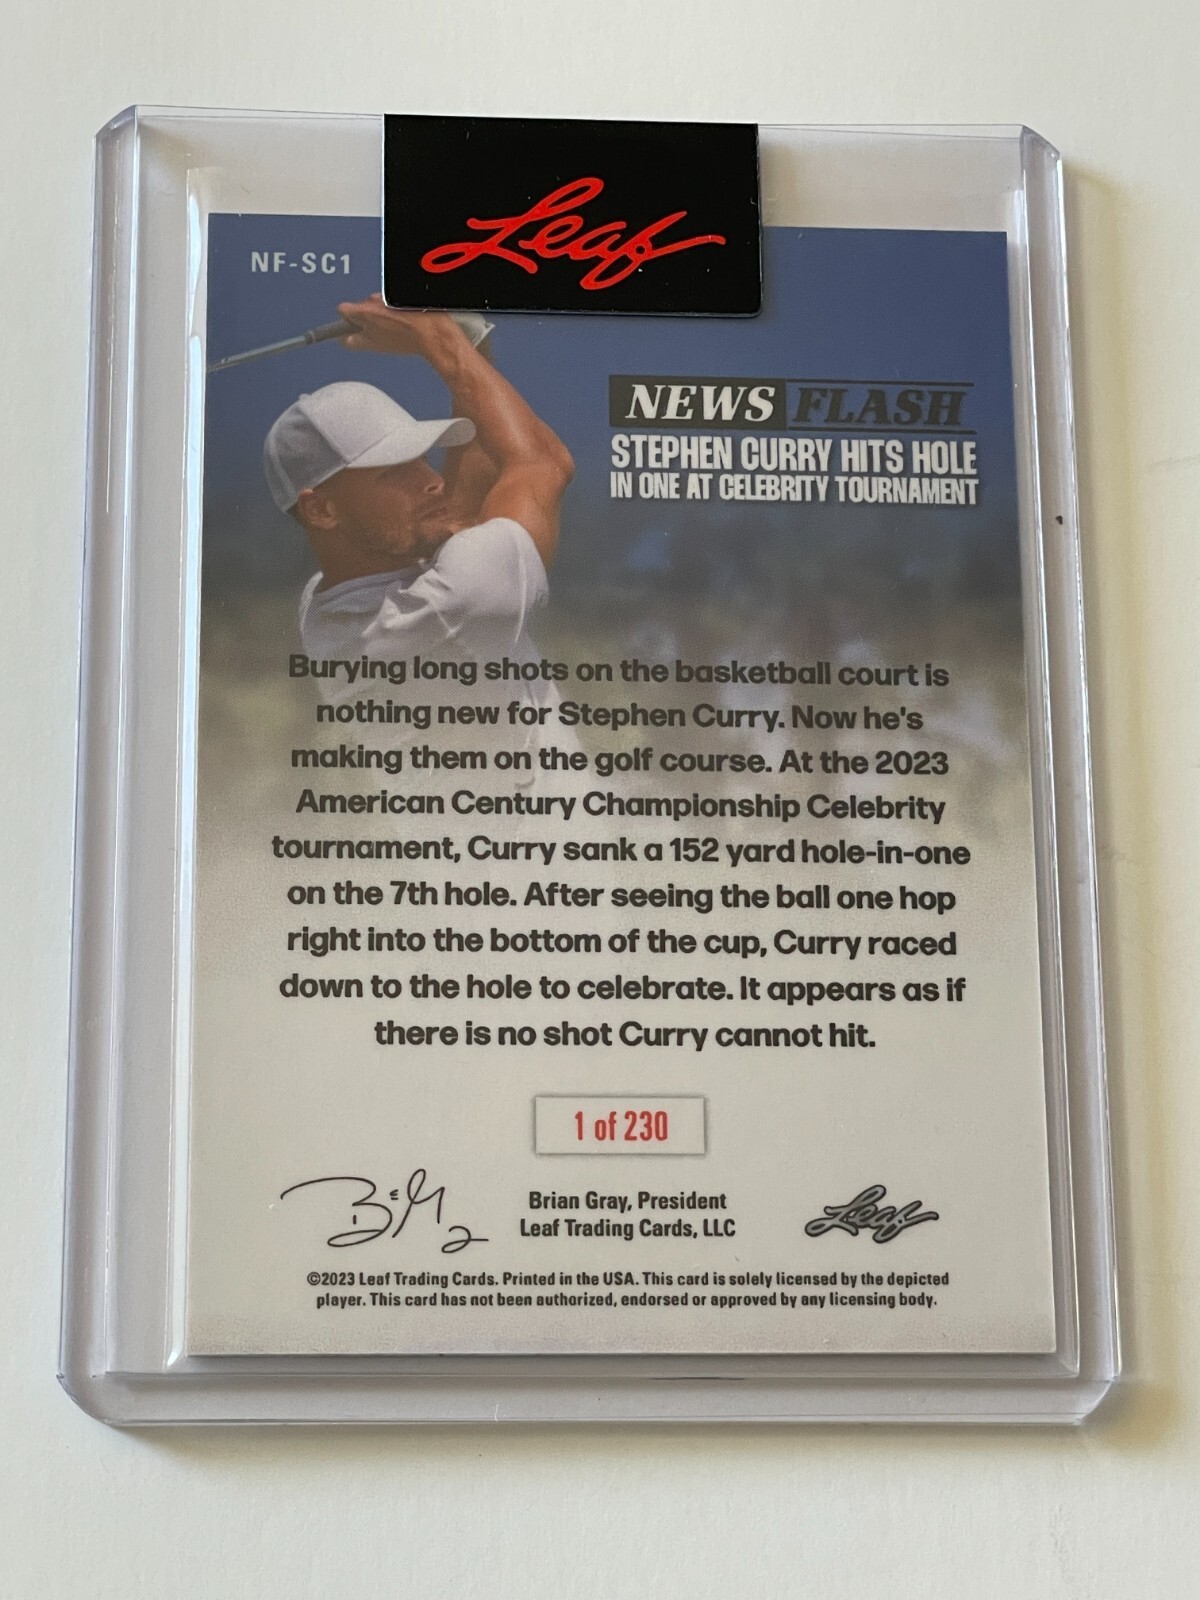 Leaf
NF-SC1
NEWS FLASH
STEPHEN CURRY HITS HOLE
IN ONE AT CELEBRITY TOURNAMENT
Burying long shots on the basketball court is
nothing new for Stephen Curry. Now he's
making them on the golf course. At the 2023
American Century Championship Celebrity
tournament, Curry sank a 152 yard hole-in-one
on the 7th hole. After seeing the ball one hop
right into the bottom of the cup, Curry raced
down to the hole to celebrate. It appears as if
there is no shot Curry cannot hit.
1 of 230
Brian Gray, President
Leaf Trading Cards, LLC
Leaf
©2023 Leaf Trading Cards. Printed in the USA. This card is solely licensed by the depicted
player. This card has not been authorized, endorsed or approved by any licensing body.